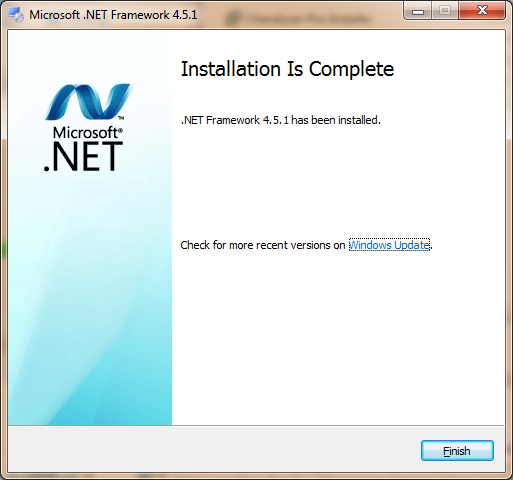 Microsoft .NET Framework 4.5.1
Installation Is Complete
Microsoft®
.NET™
.NET Framework 4.5.1 has been installed.
Check for more recent versions on Windows Update.
Finish